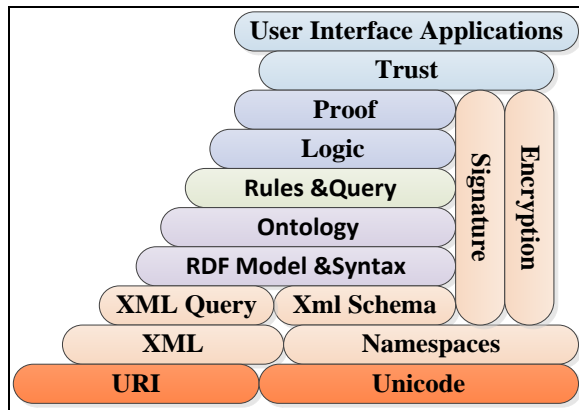 User Interface Applications
Trust
Proof
Logic
Rules &Query
Ontology
RDF Model &Syntax
Signature
Encryption
XML Query
Xml Schema
XML
Namespaces
URI
Unicode